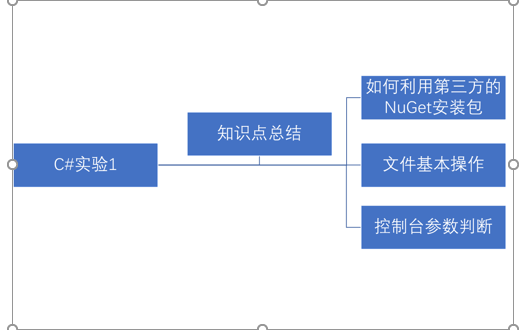 C#实验1
知识点总结
如何利用第三方的
NuGet安装包
文件基本操作
控制台参数判断